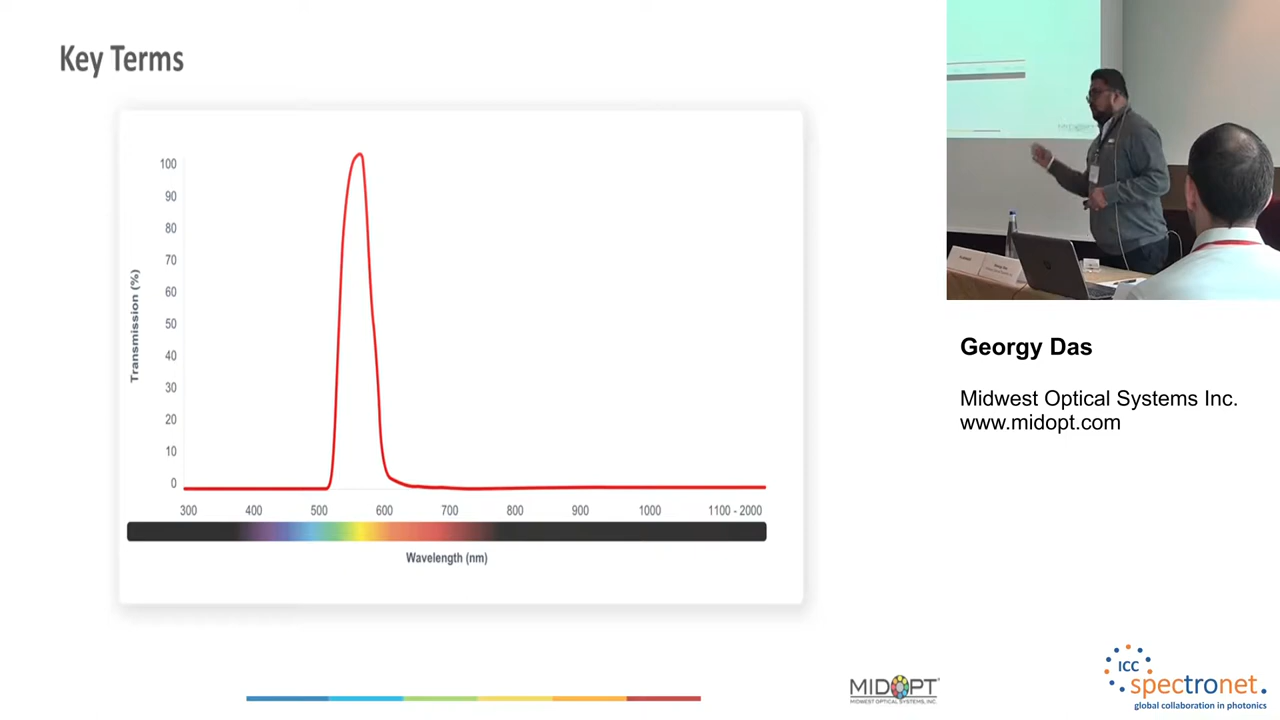 Key Terms
100
90
80
70
60
50
40
30
20
10
0
Transmission (%)
300 400 500 600 700 800 900 1000 1100 - 2000
Wavelength (nm)
Georgy Das
Midwest Optical Systems Inc.
www.midopt.com
MIDOPT
MIDWEST OPTICAL SYSTEMS, INC.
ICC
spectronet
global collaboration in photonics